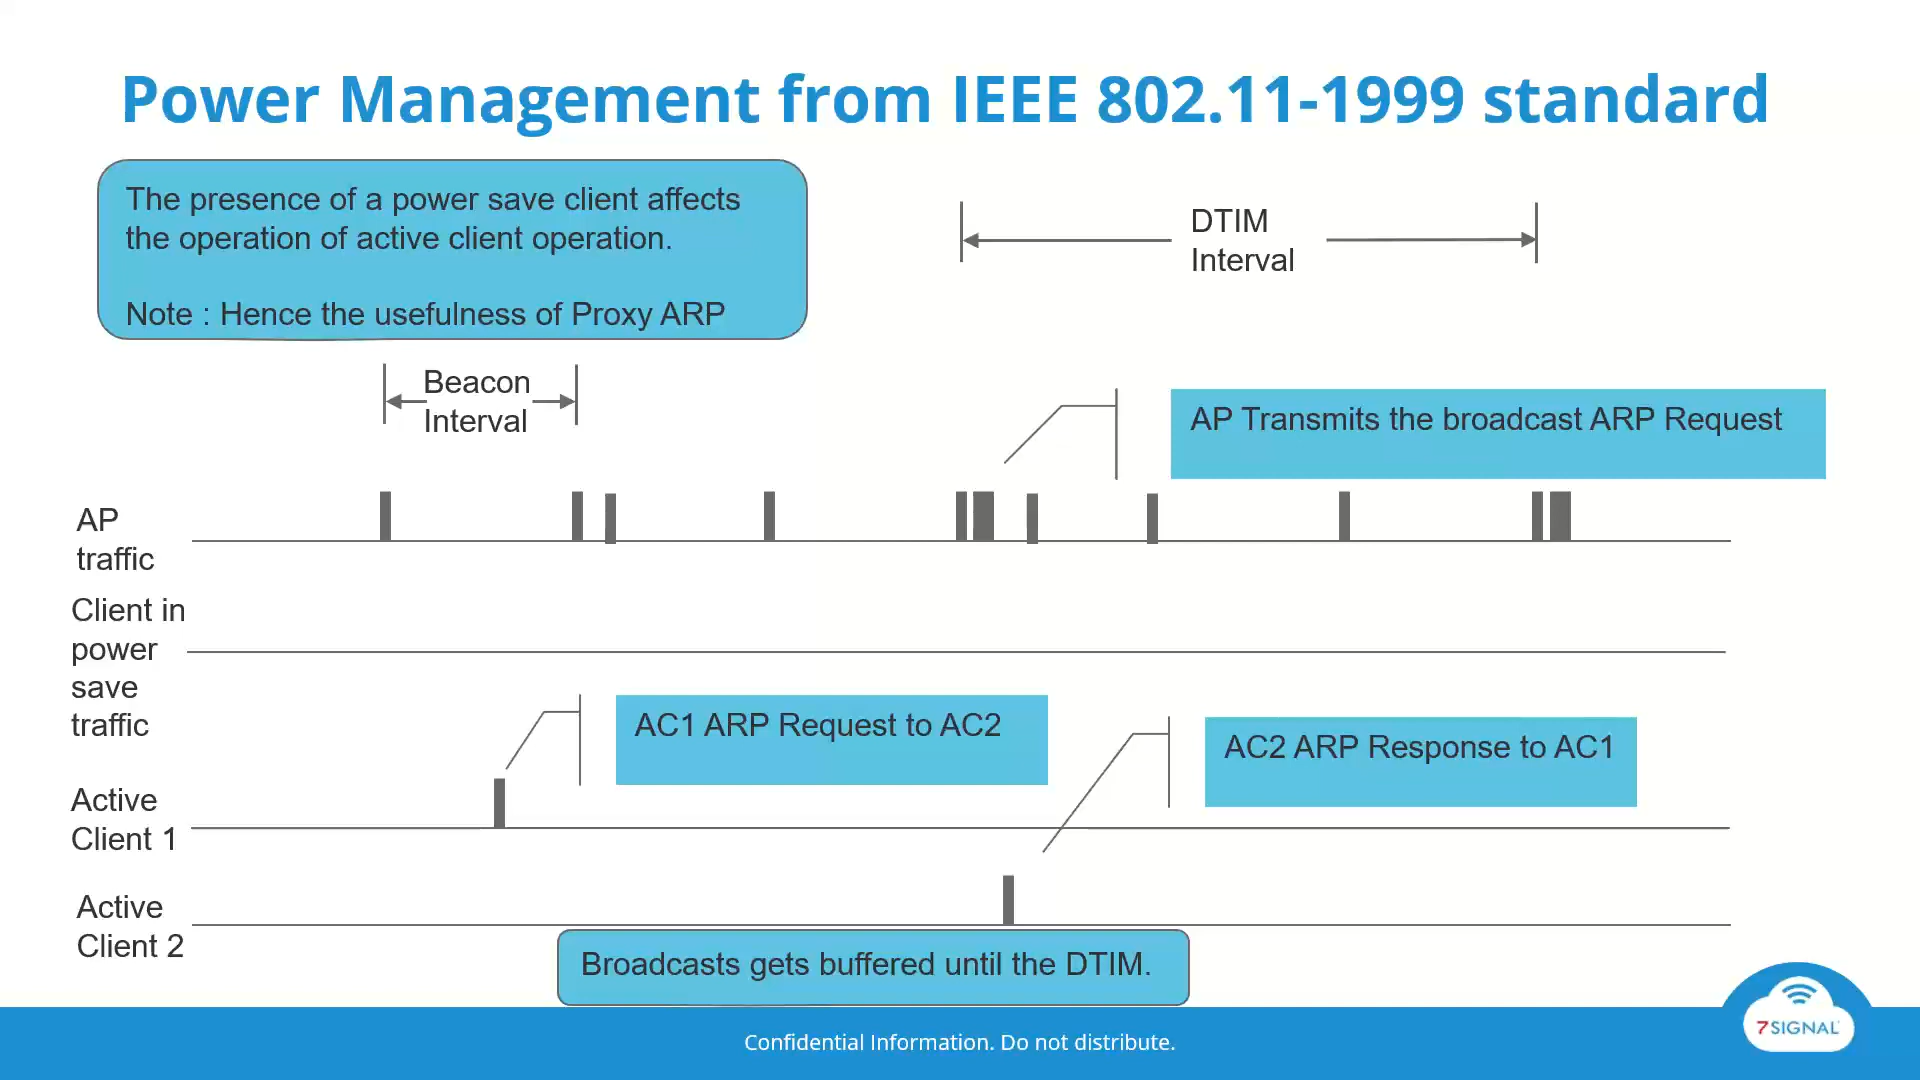 Power Management from IEEE 802.11-1999 standard
The presence of a power save client affects
the operation of active client operation.
Note : Hence the usefulness of Proxy ARP
DTIM
Interval
Beacon
Interval
AP Transmits the broadcast ARP Request
AP
traffic
Client in
power
save
traffic
AC1 ARP Request to AC2
AC2 ARP Response to AC1
Active
Client 1
Active
Client 2
Broadcasts gets buffered until the DTIM.
Confidential Information. Do not distribute.
7SIGNAL